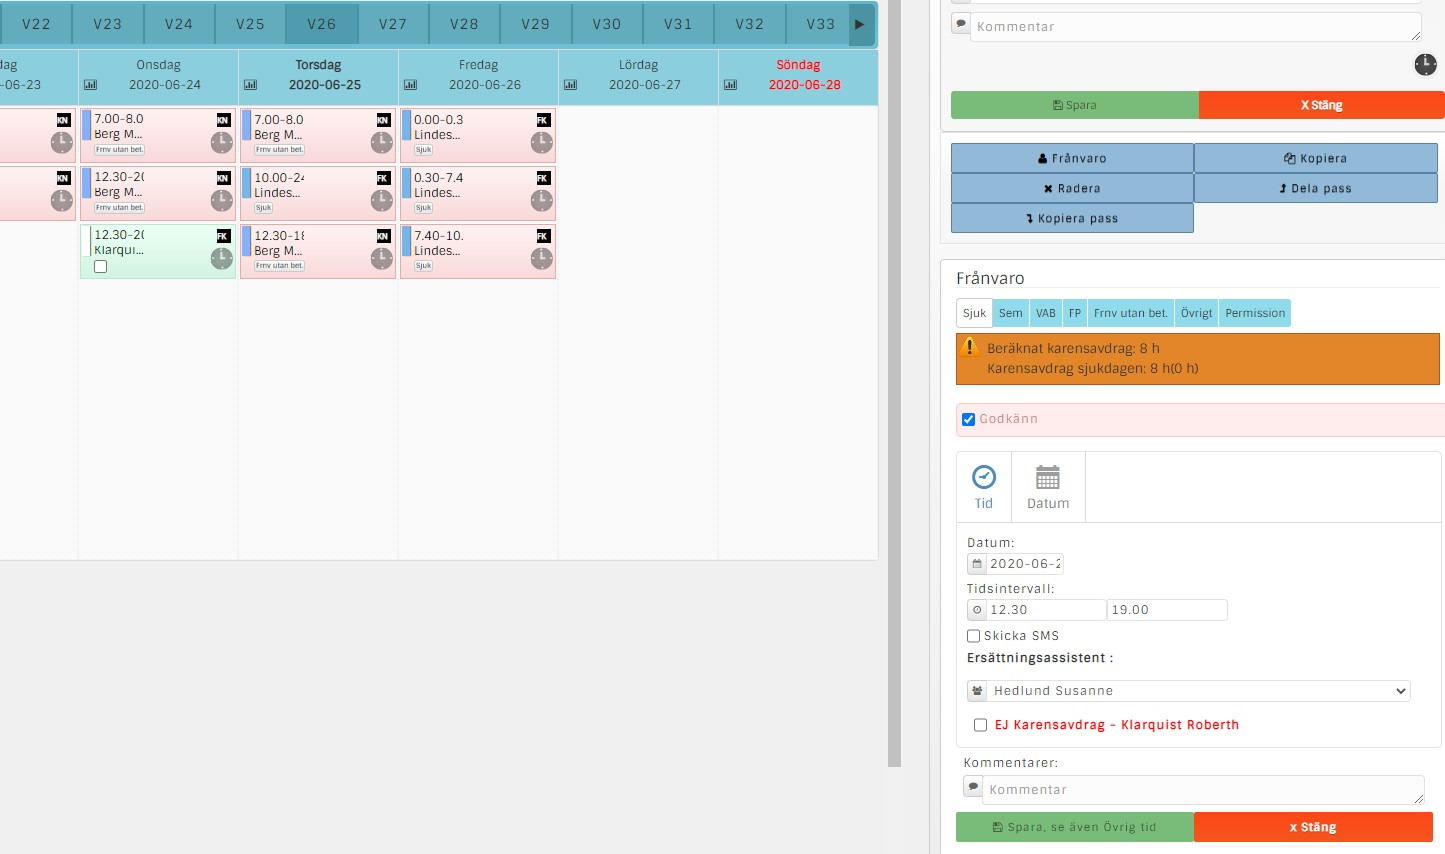 V22 V23 V24 V25 V26 V27 V28 V29 V30 V31 V32 V33
dag Onsdag Torsdag Fredag Lördag Söndag
-06-23 2020-06-24 2020-06-25 2020-06-26 2020-06-27 2020-06-28
KN 7.00-8.0 KN 7.00-8.0 KN 0.00-0.3 FK
Berg M... Berg M... Lindes...
Frnv utan bet. Frnv utan bet. Sjuk
KN 12.30-20 KN 10.00-24 FK 0.30-7.4 FK
Berg M... Lindes... Lindes...
Frnv utan bet. Sjuk Sjuk
12.30-20 FK 12.30-18 KN 7.40-10. FK
Klarqui... Berg M... Lindes...
Frnv utan bet. Sjuk
Kommentar
Spara X Stäng
Frånvaro Kopiera
Radera Dela pass
Kopiera pass
Frånvaro
Sjuk Sem VAB FP Frnv utan bet. Övrigt Permission
Beräknat karensavdrag: 8 h
Karensavdrag sjukdagen: 8 h(0 h)
Godkänn
Tid Datum
Datum:
2020-06-2
Tidsintervall:
12.30 19.00
Skicka SMS
Ersättningsassistent :
Hedlund Susanne
EJ Karensavdrag - Klarquist Roberth
Kommentarer:
Kommentar
Spara, se även Övrig tid x Stäng